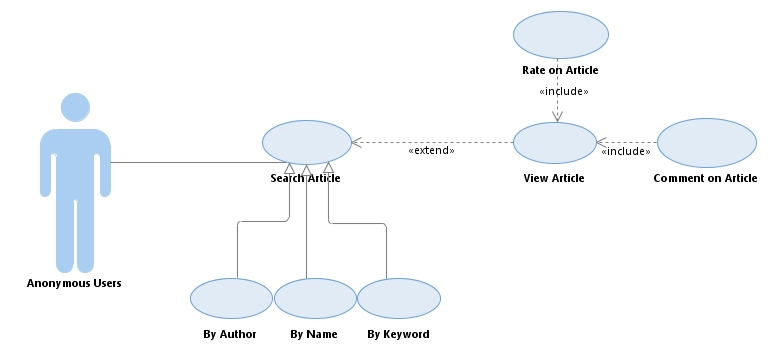 Rate on Article
«include»
Search Article
«extend»
View Article
«include»
Comment on Article
Anonymous Users
By Author
By Name
By Keyword